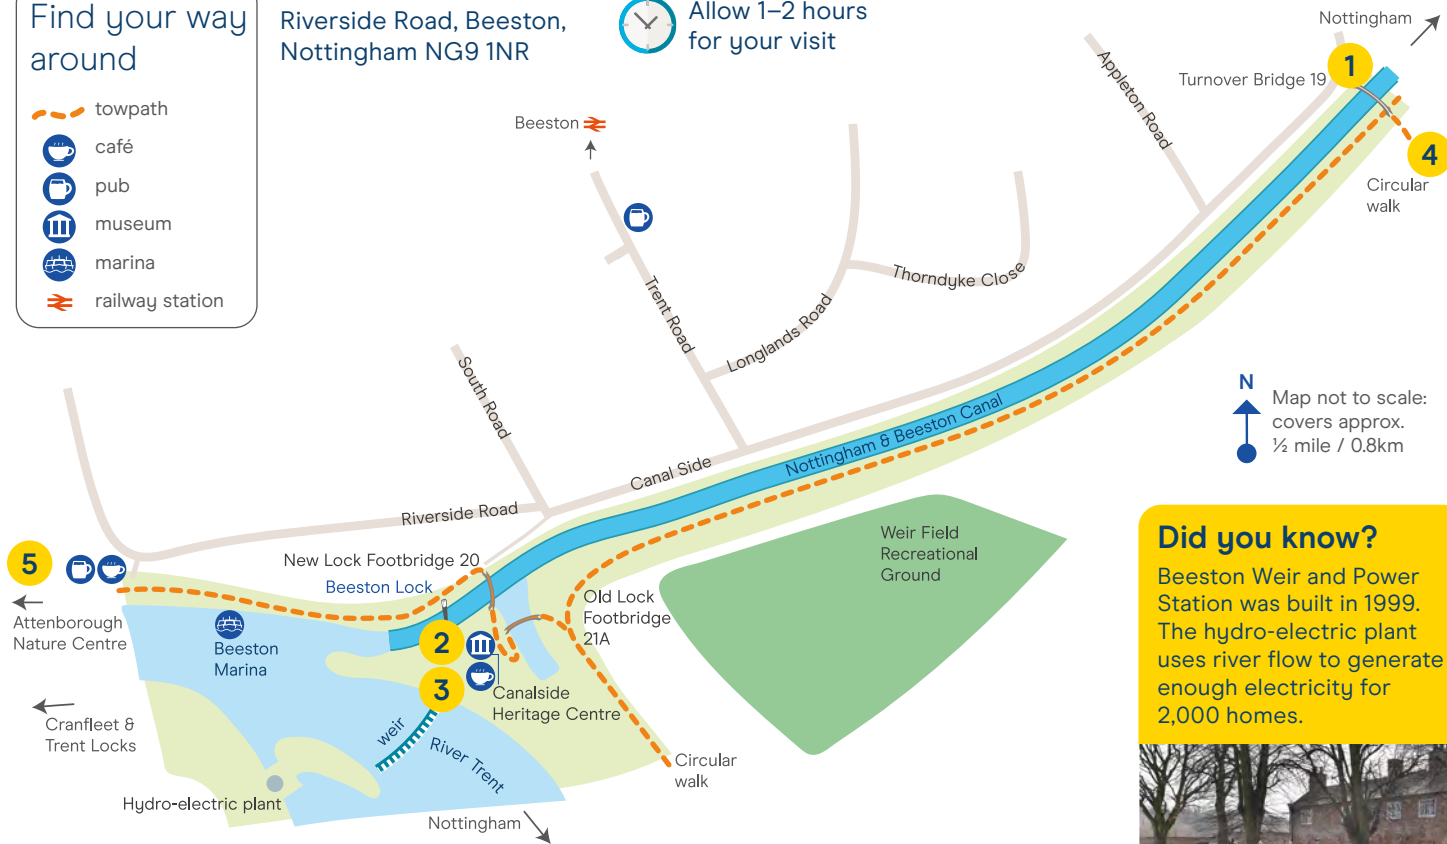 Find your way
around
towpath
café
pub
museum
marina
railway station
Riverside Road, Beeston,
Nottingham NG9 1NR
Allow 1–2 hours
for your visit
Nottingham
1
Turnover Bridge 19
4
Circular
walk
Appleton Road
Beeston
Trent Road
Longlands Road
Thorndyke Close
South Road
Canal Side
Nottingham & Beeston Canal
Riverside Road
N
Map not to scale:
covers approx.
½ mile / 0.8km
Weir Field
Recreational
Ground
New Lock Footbridge 20
Beeston Lock
Old Lock
Footbridge
21A
5
Attenborough
Nature Centre
Beeston
Marina
2
3
Canalside
Heritage Centre
Cranfleet &
Trent Locks
weir
River Trent
Circular
walk
Hydro-electric plant
Nottingham
Did you know?
Beeston Weir and Power
Station was built in 1999.
The hydro-electric plant
uses river flow to generate
enough electricity for
2,000 homes.